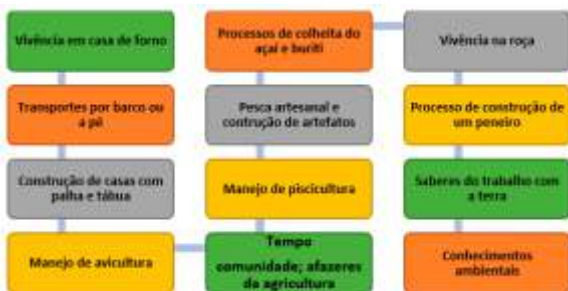 Vivência em casa de forno
Transportes por barco ou
a pé
Construção de casas com
palha e tábua
Manejo de avicultura
Tempo
comunidade; afazeres
da agricultura
Manejo de piscicultura
Pesca artesanal e
contrução de artefatos
Processos de colheita do
açaí e buriti
Vivência na roça
Processo de construção de
um peneiro
Saberes do trabalho com
a terra
Conhecimentos
ambientais